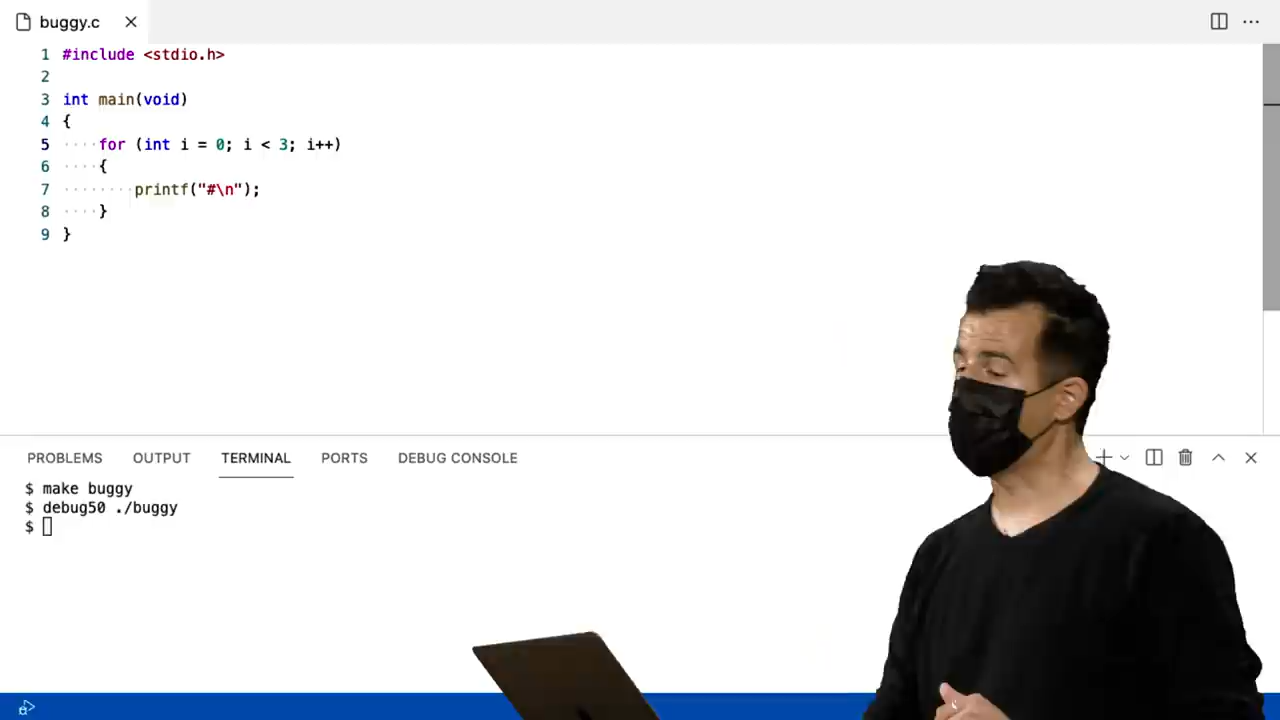 buggy.c
1 #include <stdio.h>
2
3 int main(void)
4 {
5 ····for (int i = 0; i < 3; i++)
6 ····{
7 ········printf("#\n");
8 ····}
9 }
PROBLEMS OUTPUT TERMINAL PORTS DEBUG CONSOLE
$ make buggy
$ debug50 ./buggy
$